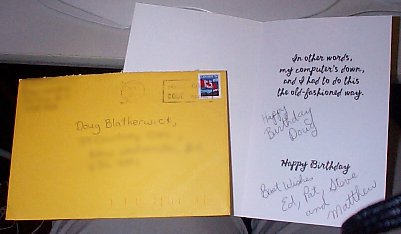 Doug Blatherwick,
In other words,
my computer's down,
and I had to do this
the old-fashioned way.
Happy
Birthday
Doug
Happy Birthday
Best Wishes
Ed, Pat, Steve
and Matthew